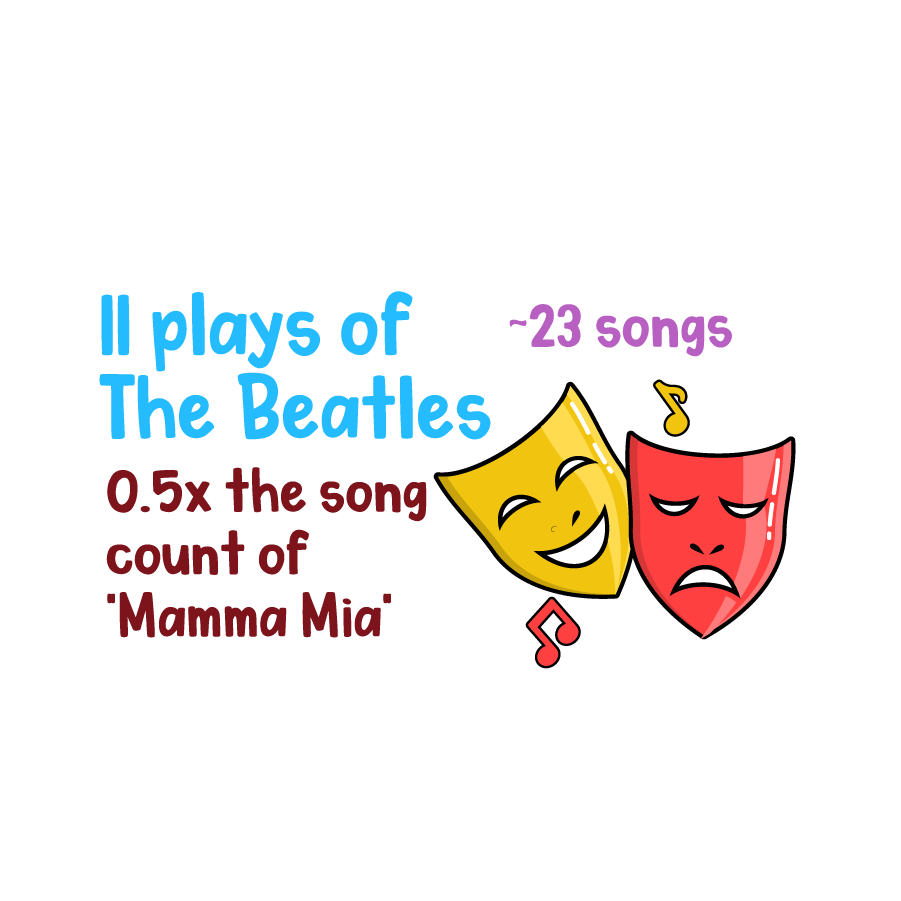 11 plays of
The Beatles
~23 songs
0.5x the song
count of
'Mamma Mia'